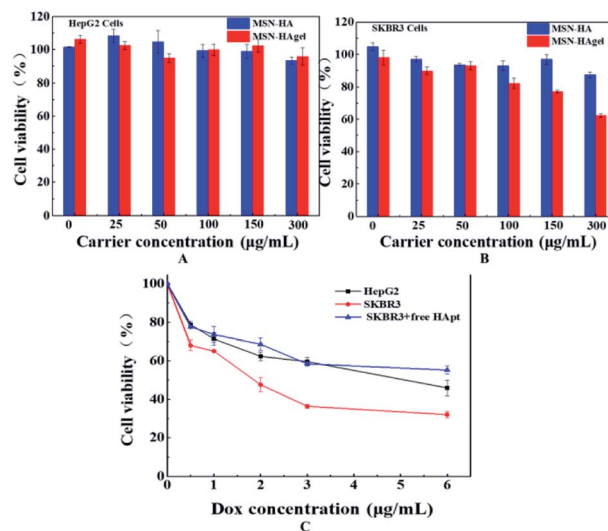 HepG2 Cells
MSN-HA
MSN-HAgel
120
100
80
60
40
20
0
Cell viability (%)
0 25 50 100 150 300
Carrier concentration (μg/mL)
A
SKBR3 Cells
MSN-HA
MSN-HAgel
120
100
80
60
40
20
0
Cell viability (%)
0 25 50 100 150 300
Carrier concentration (μg/mL)
B
HepG2
SKBR3
SKBR3+free HApt
100
80
60
40
20
0
Cell viability (%)
0 1 2 3 4 5 6
Dox concentration (μg/mL)
C